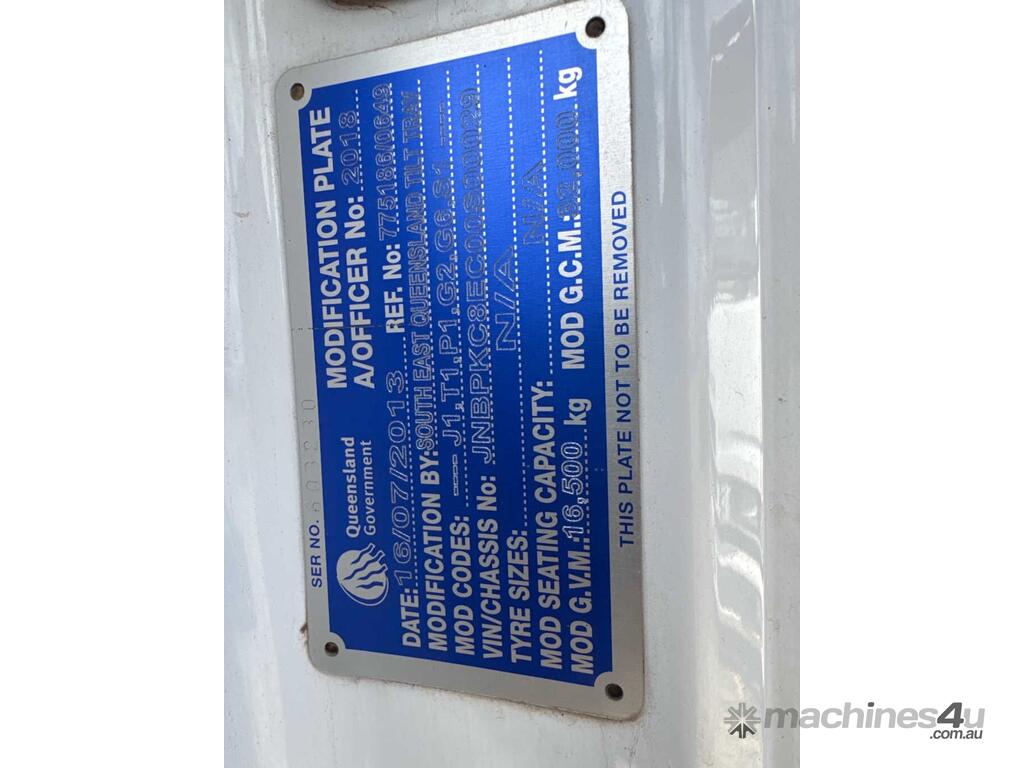 SER NO. 603230
Queensland
Government
MODIFICATION PLATE
A/OFFICER No: 2018
DATE: 16/07/2013 REF. No: 775186/0649
MODIFICATION BY: SOUTH EAST QUEENSLAND TILT TRAY
MOD CODES: J1,T1,P1,G2,G6,S1
VIN/CHASSIS No: JNBPKC8EC00S00029
TYRE SIZES: N/A
MOD SEATING CAPACITY: N/A
MOD G.V.M.: 16,500 kg MOD G.C.M.: 32,000 kg
THIS PLATE NOT TO BE REMOVED
machines4u
.com.au